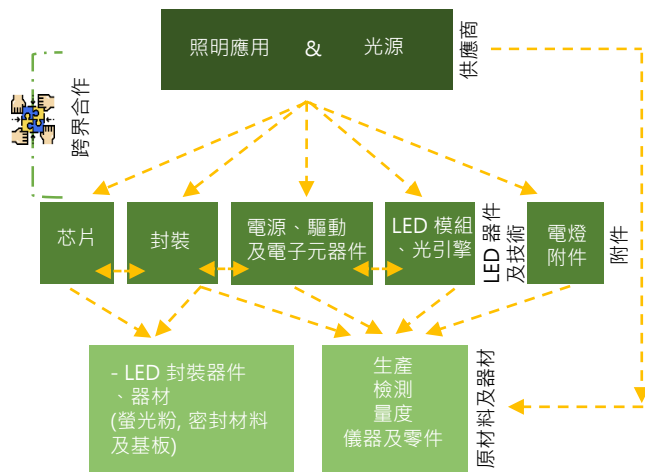 照明應用 & 光源
供應商
跨界合作
芯片
封裝
電源、驅動
及電子元器件
LED 模組
、光引擎
LED 器件
及技術
電燈
附件
附件
- LED 封裝器件
、器材
(螢光粉, 密封材料
及基板)
生產
檢測
量度
儀器及零件
原材料及器材